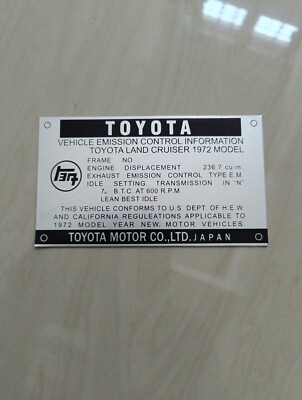 TOYOTA
VEHICLE EMISSION CONTROL INFORMATION
TOYOTA LAND CRUISER 1972 MODEL
FRAME NO
ENGINE DISPLACEMENT 236.7 cu in
EXHAUST EMISSION CONTROL TYPE E.M.
IDLE SETTING TRANSMISSION IN "N"
7° B.T.C. AT 600 R.P.M.
LEAN BEST IDLE
THIS VEHICLE CONFORMS TO U.S. DEPT. OF H.E.W.
AND CALIFORNIA REGULEATIONS APPLICABLE TO
1972 MODEL YEAR NEW, MOTOR VEHICLES.
TOYOTA MOTOR CO.,LTD. JAPAN